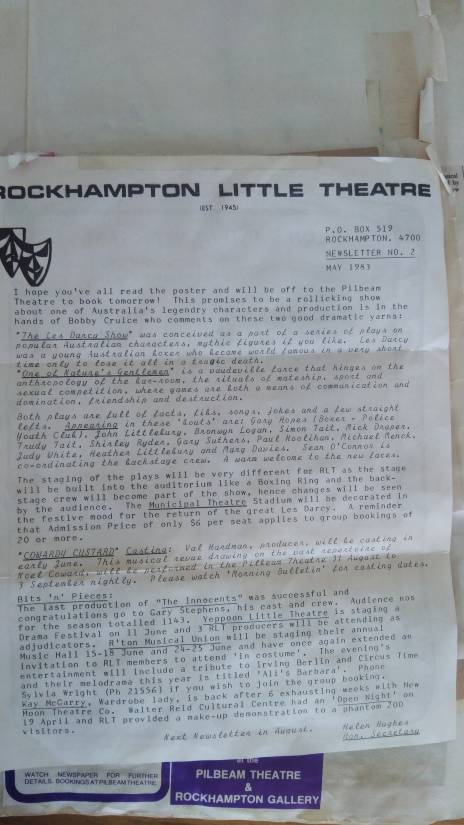 ROCKHAMPTON LITTLE THEATRE
(EST. 1945)
P.O. BOX 519
ROCKHAMPTON. 4700
NEWSLETTER NO. 2
MAY 1983
I hope you've all read the poster and will be off to the Pilbeam
Theatre to book tomorrow! This promises to be a rollicking show
about one of Australia's legendry characters and production is in the
hands of Bobby Cruice who comments on these two good dramatic yarns:
"The Les Darcy Show" was conceived as a part of a series of plays on
popular Australian characters, mythic figures if you like. Les Darcy
was a young Australian boxer who became world famous in a very short
time only to lose it all in a tragic death.
"One of Nature's Gentlemen" is a vaudeville farce that hinges on the
anthropology of the bar-room, the rituals of mateship, sport and
sexual competition, where games are both a means of communication and
domination, friendship and destruction.
Both plays are full of facts, fibs, songs, jokes and a few straight
lefts. Appearing in these 'bouts' are: Gary Hopes (Boxer - Police
Youth Club), John Littlebury, Bronwyn Logan, Simon Tait, Mick Draper,
Trudy Tait, Shirley Ryder, Gary Suthers, Paul Hoolihan, Michael Renck,
Judy White, Heather Littlebury and Mary Davies. Sean O'Connor is
co-ordinating the backstage crew. A warm welcome to the new faces.
The staging of the plays will be very different for RLT as the stage
will be built into the auditorium like a Boxing Ring and the back-
stage crew will become part of the show, hence changes will be seen
by the audience. The Municipal Theatre Stadium will be decorated in
the festive mood for the return of the great Les Darcy. A reminder
that Admission Price of only $6 per seat applies to group bookings of
20 or more.
"COWARDY CUSTARD" Casting: Val Hardman, producer, will be casting in
early June. This musical revue drawing on the vast repertoire of
Noel Coward, will be performed in the Pilbeam Theatre 31 August to
3 September nightly. Please watch 'Morning Bulletin' for casting dates.
Bits 'n' Pieces:
The last production of "The Innocents" was successful and
congratulations go to Gary Stephens, his cast and crew. Audience nos
for the season totalled 1143. Yeppoon Little Theatre is staging a
Drama Festival on 11 June and 3 RLT producers will be attending as
adjudicators. R'ton Musical Union will be staging their annual
Music Hall 15-18 June and 24-25 June and have once again extended an
invitation to RLT members to attend 'in costume'. The evening's
entertainment will include a tribute to Irving Berlin and Circus Time
and their melodrama this year is titled 'Ali's Barbara'. Phone
Sylvia Wright (Ph 21556) if you wish to join the group booking.
Kay McGarry, Wardrobe lady, is back after 6 exhausting weeks with New
Moon Theatre Co. Walter Reid Cultural Centre had an 'Open Night' on
19 April and RLT provided a make-up demonstration to a phantom 200
visitors.
Next Newsletter in August.
Helen Hughes
Hon. Secretary
at the
WATCH NEWSPAPER FOR FURTHER
DETAILS. BOOKINGS AT PILBEAM THEATRE.
PILBEAM THEATRE
& ROCKHAMPTON GALLERY